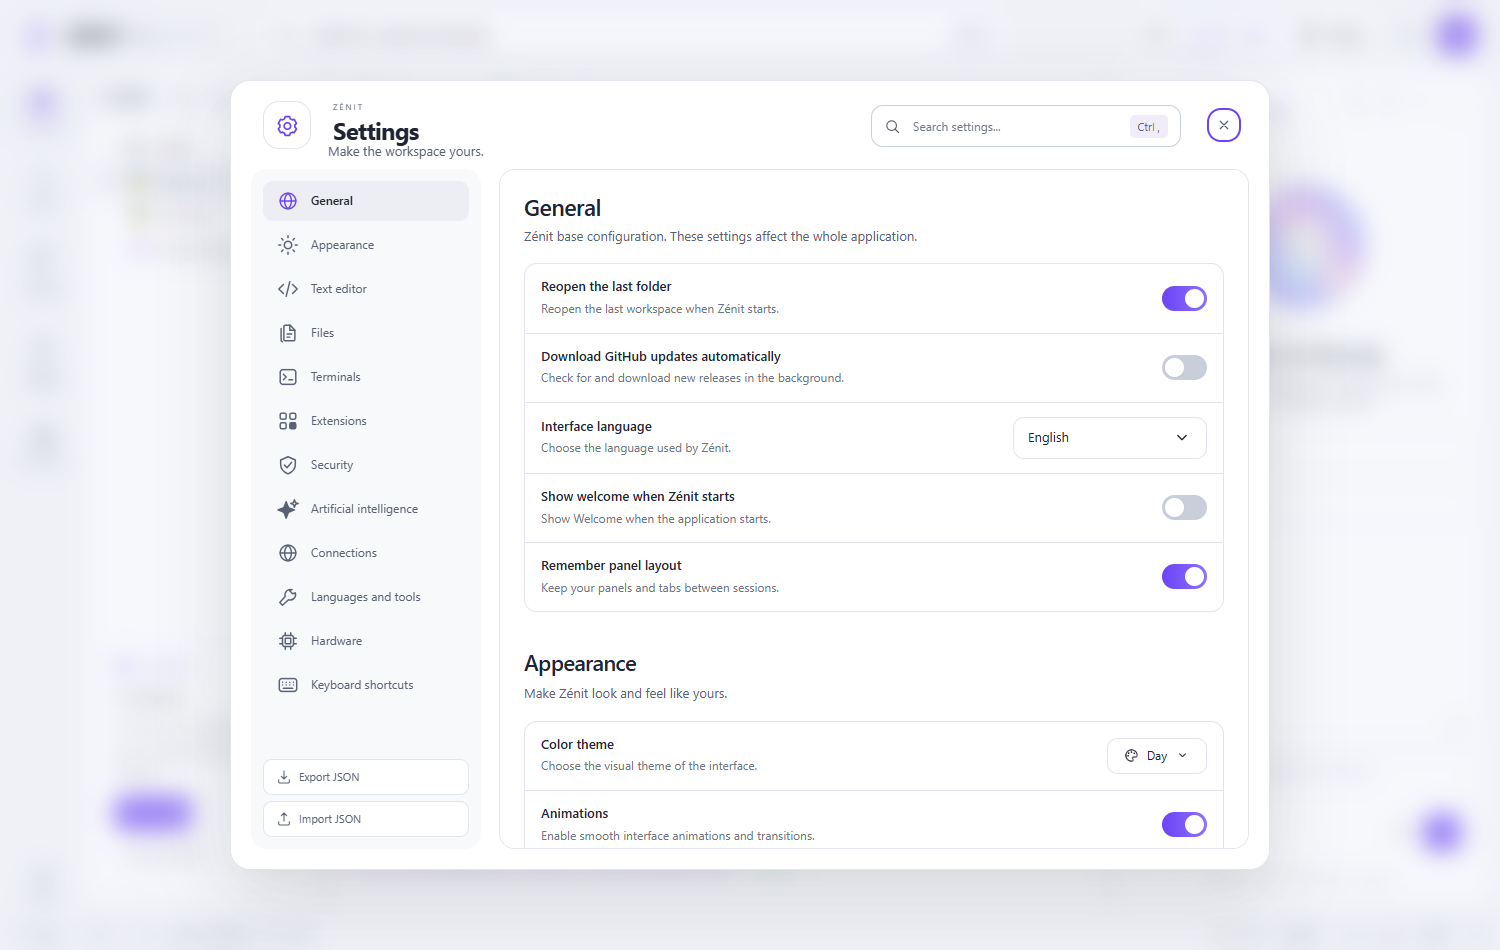 ZÉNIT
Settings
Make the workspace yours.
Search settings...
Ctrl ,
General
Appearance
Text editor
Files
Terminals
Extensions
Security
Artificial intelligence
Connections
Languages and tools
Hardware
Keyboard shortcuts
Export JSON
Import JSON
General
Zénit base configuration. These settings affect the whole application.
Reopen the last folder
Reopen the last workspace when Zénit starts.
Download GitHub updates automatically
Check for and download new releases in the background.
Interface language
Choose the language used by Zénit.
English
Show welcome when Zénit starts
Show Welcome when the application starts.
Remember panel layout
Keep your panels and tabs between sessions.
Appearance
Make Zénit look and feel like yours.
Color theme
Choose the visual theme of the interface.
Day
Animations
Enable smooth interface animations and transitions.